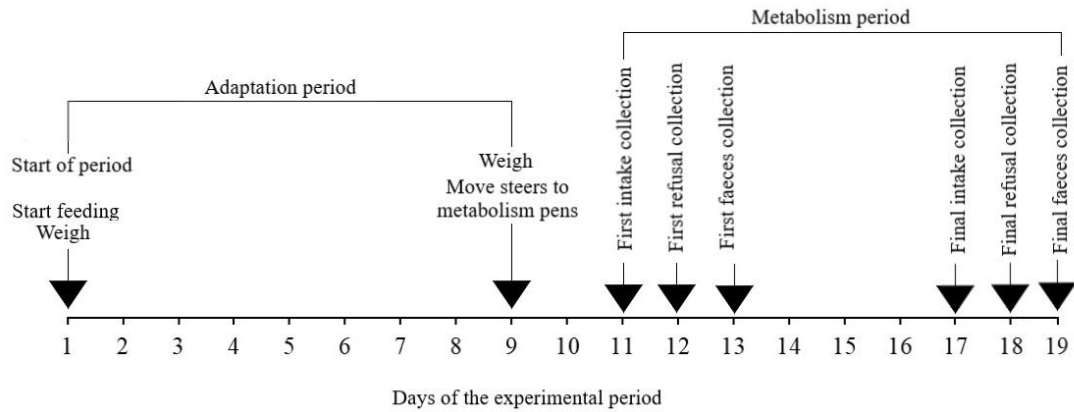 Metabolism period
Adaptation period
Start of period
Start feeding
Weigh
Weigh
Move steers to
metabolism pens
First intake collection
First refusal collection
First faeces collection
Final intake collection
Final refusal collection
Final faeces collection
1 2 3 4 5 6 7 8 9 10 11 12 13 14 15 16 17 18 19
Days of the experimental period